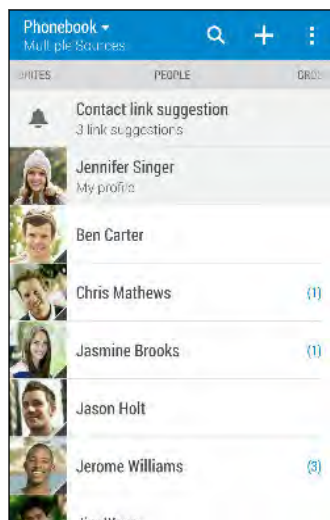 Phonebook
Multiple Sources
PEOPLE
Contact link suggestion
3 link suggestions
Jennifer Singer
My profile
Ben Carter
Chris Mathews (1)
Jasmine Brooks (1)
Jason Holt
Jerome Williams (3)